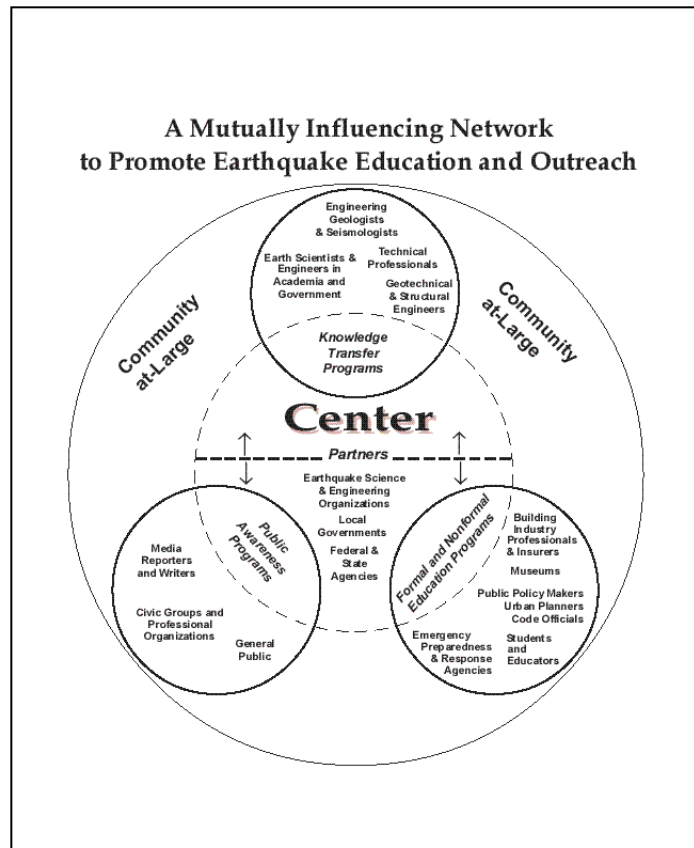 A Mutually Influencing Network
to Promote Earthquake Education and Outreach
Engineering
Geologists
& Seismologists
Earth Scientists &
Engineers in
Academia and
Government
Technical
Professionals
Geotechnical
& Structural
Engineers
Knowledge
Transfer
Programs
Community
at-Large
Community
at-Large
Center
Partners
Earthquake Science
& Engineering
Organizations
Local
Governments
Federal & 
State
Agencies
Public
Awareness
Programs
Media
Reporters
and Writers
Civic Groups and
Professional
Organizations
General
Public
Formal and Nonformal
Education Programs
Building
Industry
Professionals
& Insurers
Museums
Public Policy Makers
Urban Planners
Code Officials
Emergency
Preparedness
& Response
Agencies
Students
and
Educators